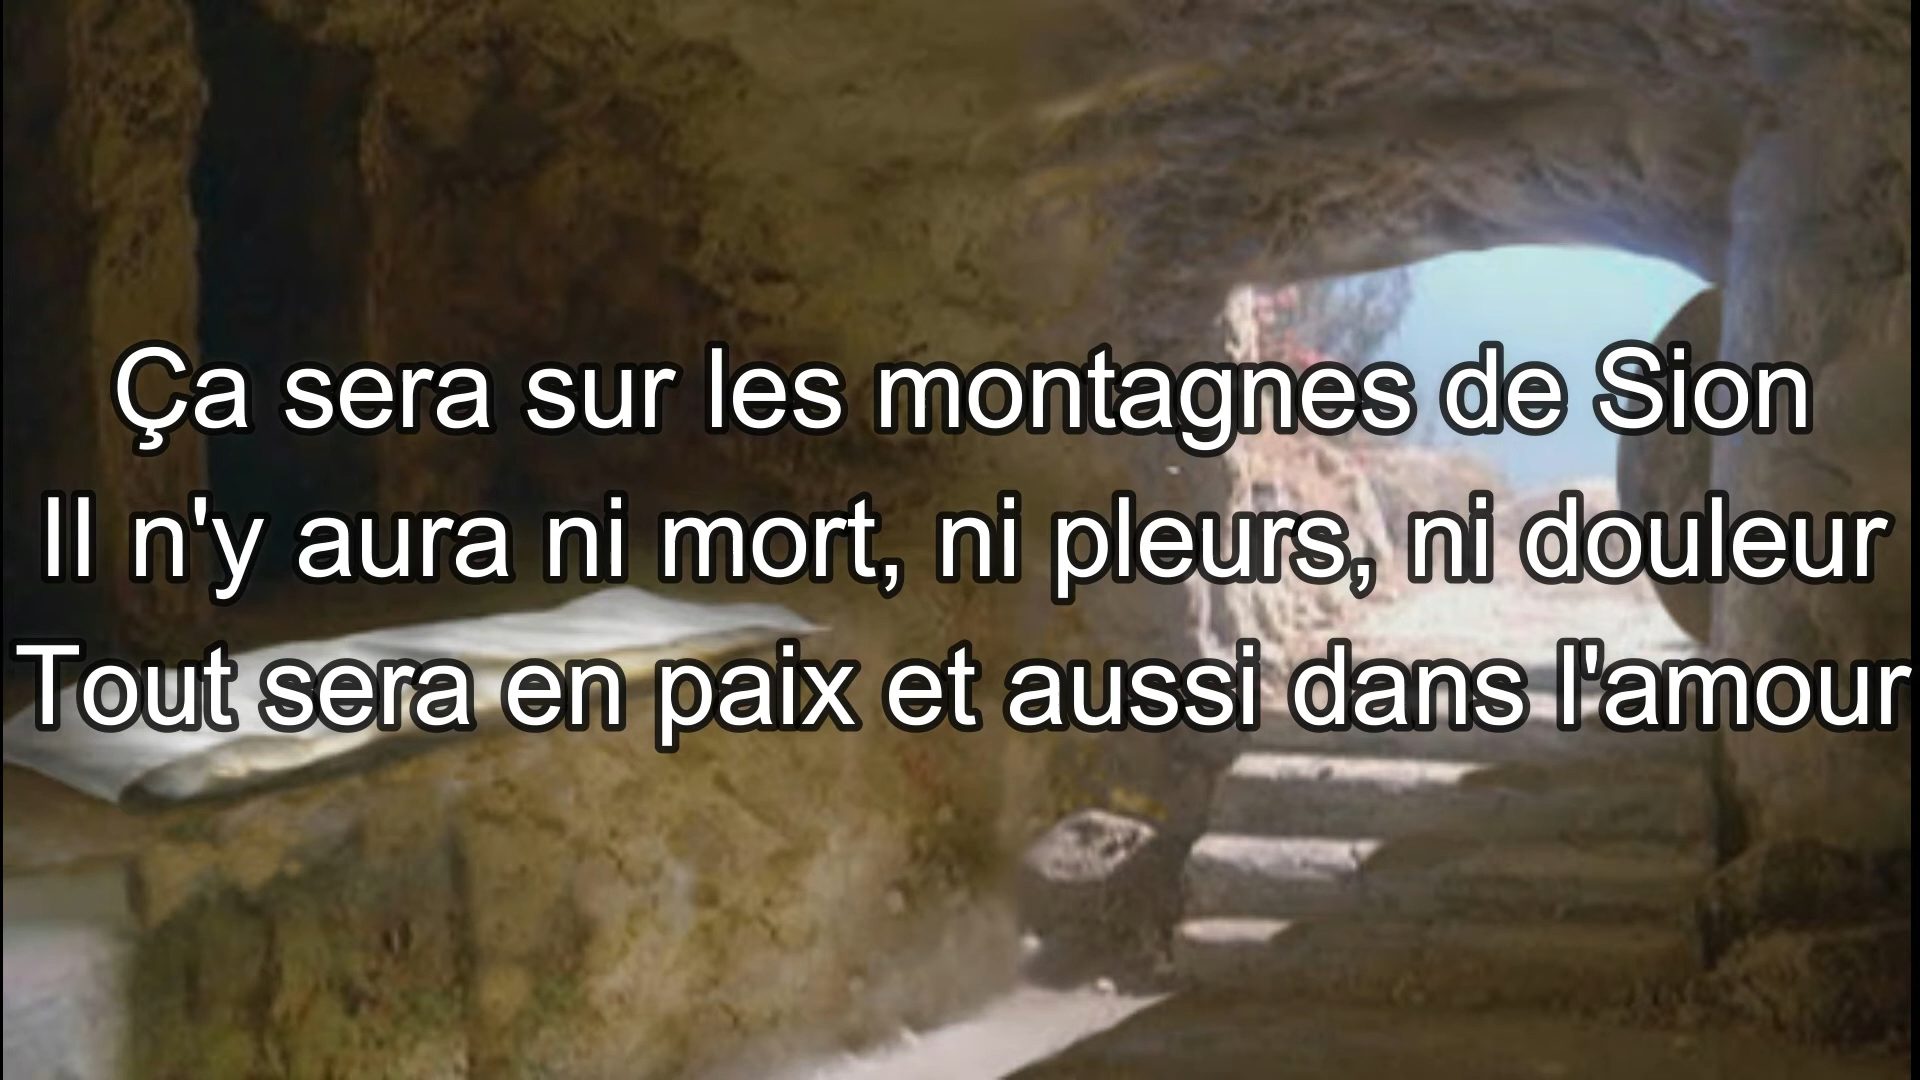 Ça sera sur les montagnes de Sion
Il n'y aura ni mort, ni pleurs, ni douleur
Tout sera en paix et aussi dans l'amour